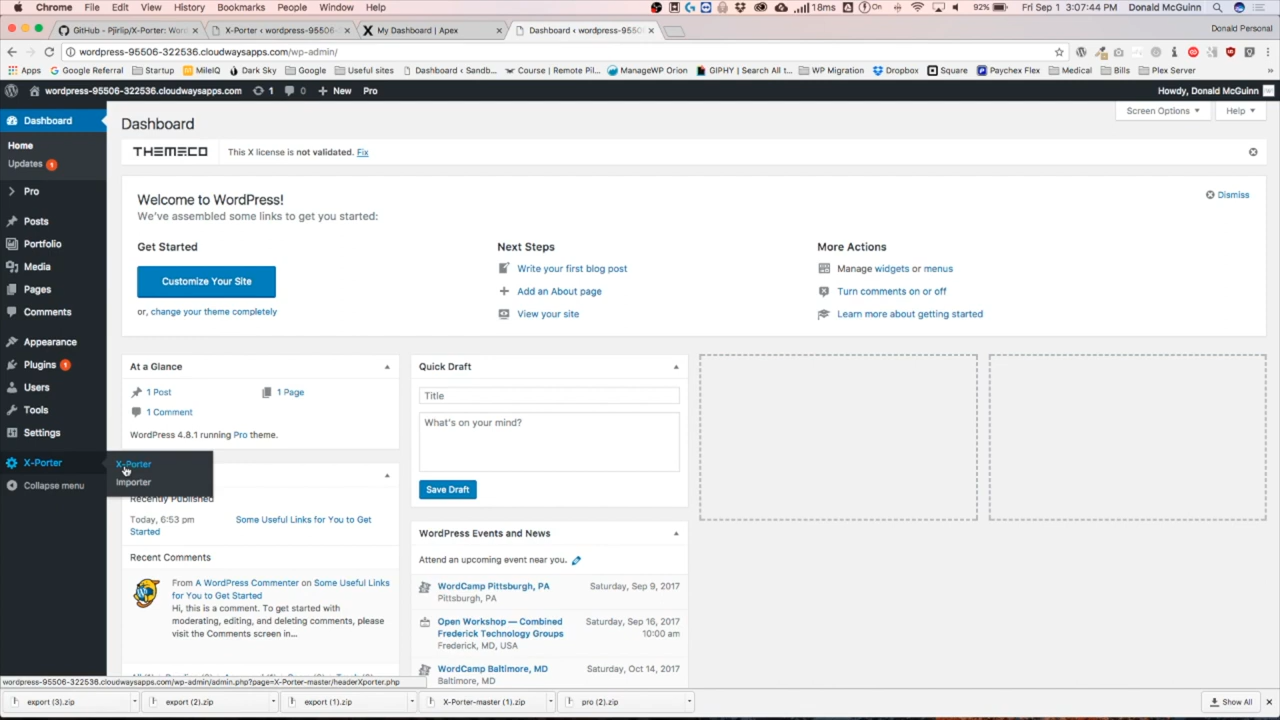 Chrome File Edit View History Bookmarks People Window Help 18ms On 92% Fri Sep 1 3:07:44 PM Donald McGuinn
GitHub - Pjirlip/X-Porter: Wor X-Porter < wordpress-95506 My Dashboard | Apex Dashboard < wordpress-9550 Donald Personal
wordpress-95506-322536.cloudwaysapps.com/wp-admin/
Apps Google Referral Startup MileIQ Dark Sky Google Useful sites Dashboard < Sandb... Course | Remote Pil... ManageWP Orion GIPHY | Search All t... WP Migration Dropbox Square Paychex Flex Medical Bills Plex Server
wordpress-95506-322536.cloudwaysapps.com 1 0 New Pro Howdy, Donald McGuinn
Screen Options Help
Dashboard
Home
Updates 1
Pro
Posts
Portfolio
Media
Pages
Comments
Appearance
Plugins 1
Users
Tools
Settings
X-Porter
Collapse menu
X-Porter
Importer
Dashboard
THEMECO This X license is not validated. Fix
Welcome to WordPress!
We've assembled some links to get you started:
Dismiss
Get Started
Customize Your Site
or, change your theme completely
Next Steps
Write your first blog post
Add an About page
View your site
More Actions
Manage widgets or menus
Turn comments on or off
Learn more about getting started
At a Glance
1 Post 1 Page
1 Comment
WordPress 4.8.1 running Pro theme.
Recently Published
Today, 6:53 pm Some Useful Links for You to Get
Started
Recent Comments
From A WordPress Commenter on Some Useful Links
for You to Get Started
Hi, this is a comment. To get started with
moderating, editing, and deleting comments, please
visit the Comments screen in...
Quick Draft
Title
What's on your mind?
Save Draft
WordPress Events and News
Attend an upcoming event near you.
WordCamp Pittsburgh, PA Saturday, Sep 9, 2017
Pittsburgh, PA
Open Workshop — Combined Saturday, Sep 16, 2017
Frederick Technology Groups 10:00 am
Frederick, MD, USA
WordCamp Baltimore, MD Saturday, Oct 14, 2017
wordpress-95506-322536.cloudwaysapps.com/wp-admin/admin.php?page=X-Porter-master/headerXporter.php
export (3).zip export (2).zip export (1).zip X-Porter-master (1).zip pro (2).zip Show All